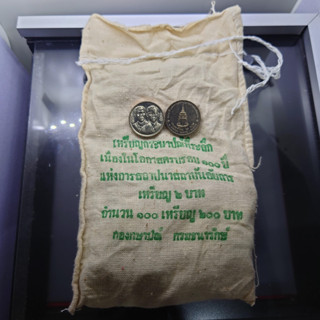 เหรียญกษาปณ์ที่ระลึก
เนื่องในโอกาสครบรอบ ๑๐๐ ปี
แห่งการสถาปนา
เหรียญ ๒ บาท
จำนวน ๑๐๐ เหรียญ ๒๐๐ บาท
กองกษาปณ์ กรมธนารักษ์